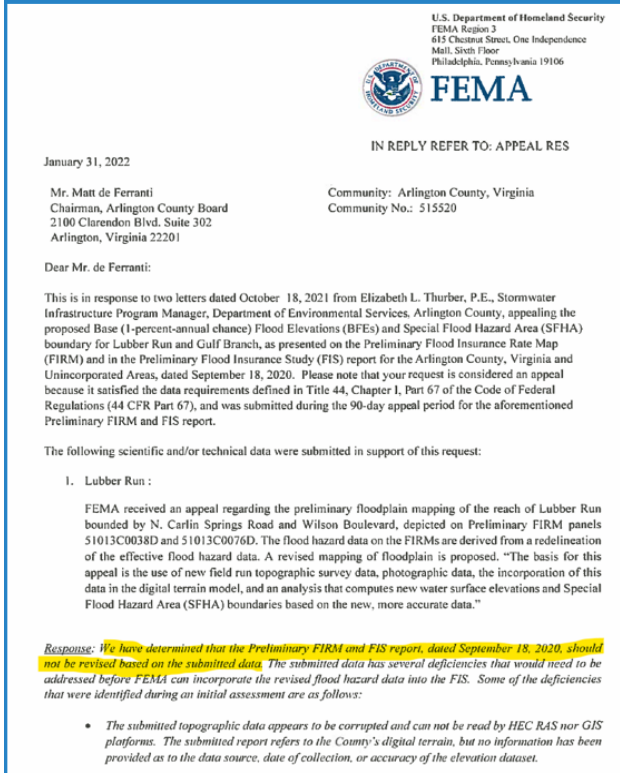 U.S. Department of Homeland Security
FEMA Region 3
615 Chestnut Street, One Independence
Mall, Sixth Floor
Philadelphia, Pennsylvania 19106
FEMA
IN REPLY REFER TO: APPEAL RES
January 31, 2022
Mr. Matt de Ferranti
Chairman, Arlington County Board
2100 Clarendon Blvd. Suite 302
Arlington, Virginia 22201
Community: Arlington County, Virginia
Community No.: 515520
Dear Mr. de Ferranti:
This is in response to two letters dated October 18, 2021 from Elizabeth L. Thurber, P.E., Stormwater
Infrastructure Program Manager, Department of Environmental Services, Arlington County, appealing the
proposed Base (1-percent-annual chance) Flood Elevations (BFEs) and Special Flood Hazard Area (SFHA)
boundary for Lubber Run and Gulf Branch, as presented on the Preliminary Flood Insurance Rate Map
(FIRM) and in the Preliminary Flood Insurance Study (FIS) report for the Arlington County, Virginia and
Unincorporated Areas, dated September 18, 2020. Please note that your request is considered an appeal
because it satisfied the data requirements defined in Title 44, Chapter I, Part 67 of the Code of Federal
Regulations (44 CFR Part 67), and was submitted during the 90-day appeal period for the aforementioned
Preliminary FIRM and FIS report.
The following scientific and/or technical data were submitted in support of this request:
1. Lubber Run :
FEMA received an appeal regarding the preliminary floodplain mapping of the reach of Lubber Run
bounded by N. Carlin Springs Road and Wilson Boulevard, depicted on Preliminary FIRM panels
51013C0038D and 51013C0076D. The flood hazard data on the FIRMs are derived from a redelineation
of the effective flood hazard data. A revised mapping of floodplain is proposed. “The basis for this
appeal is the use of new field run topographic survey data, photographic data, the incorporation of this
data in the digital terrain model, and an analysis that computes new water surface elevations and Special
Flood Hazard Area (SFHA) boundaries based on the new, more accurate data.”
Response: We have determined that the Preliminary FIRM and FIS report, dated September 18, 2020, should
not be revised based on the submitted data. The submitted data has several deficiencies that would need to be
addressed before FEMA can incorporate the revised flood hazard data into the FIS. Some of the deficiencies
that were identified during an initial assessment are as follows:
• The submitted topographic data appears to be corrupted and can not be read by HEC RAS nor GIS
platforms. The submitted report refers to the County's digital terrain, but no information has been
provided as to the data source, date of collection, or accuracy of the elevation dataset.